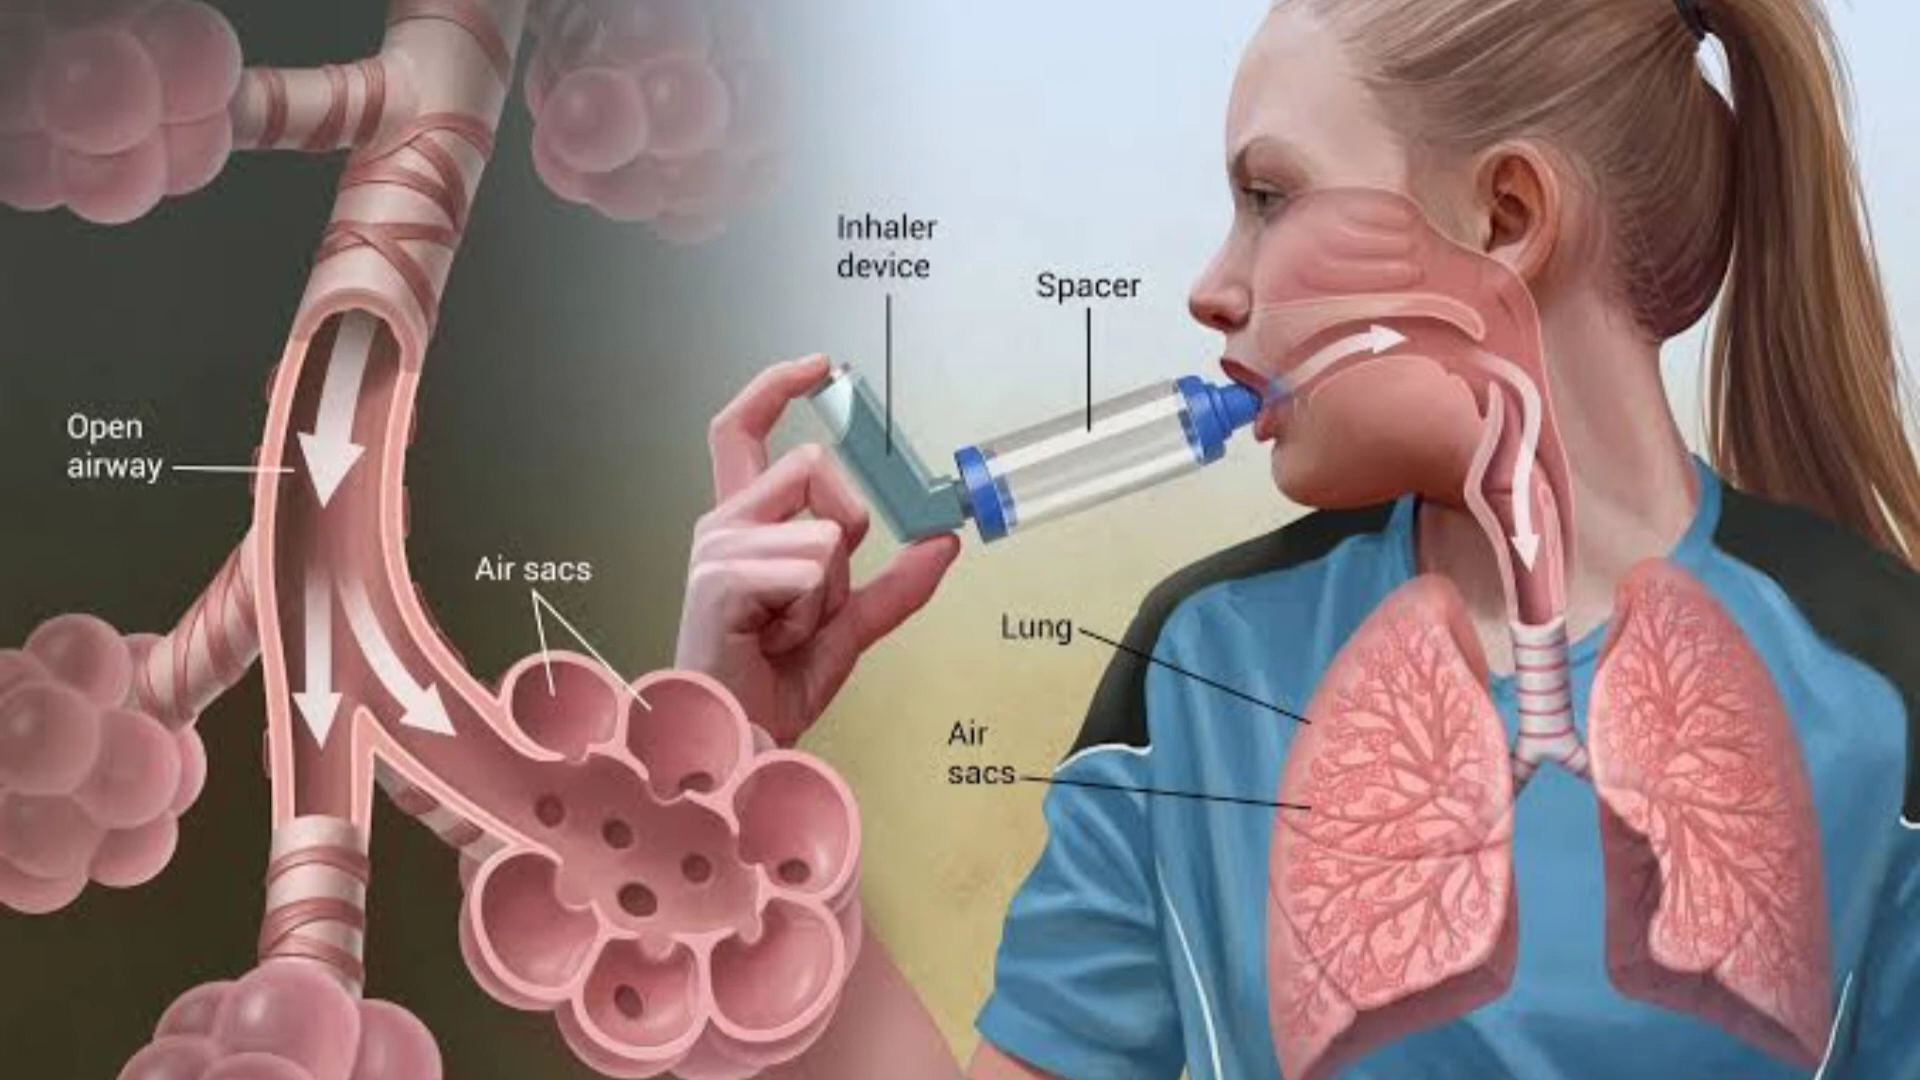 Inhaler
device
Spacer
Open
airway
Air sacs
Lung
Air
sacs